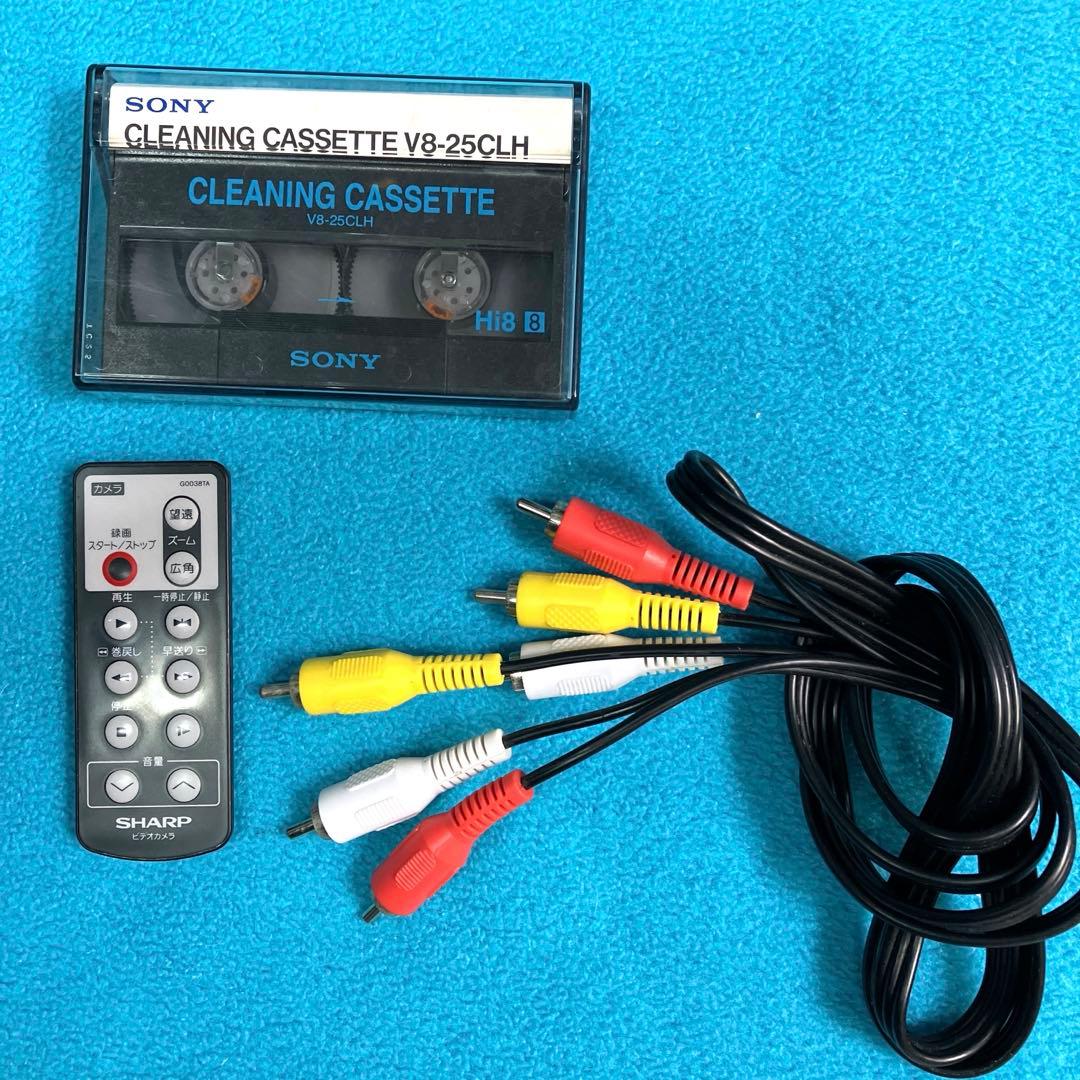 SONY
CLEANING CASSETTE V8-25CLH
CLEANING CASSETTE
V8-25CLH
Hi8 8
SONY
カメラ
G0038TA
望遠
録画
スタート/ストップ
ズーム
広角
再生
一時停止/静止
巻戻し
早送り
停止
音量
SHARP
ビデオカメラ